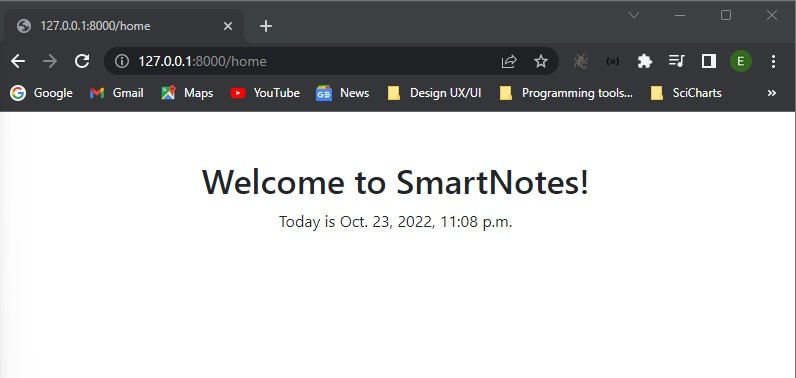 127.0.0.1:8000/home
127.0.0.1:8000/home
E
Google Gmail Maps YouTube GE News Design UX/UI Programming tools... SciCharts »
Welcome to SmartNotes!
Today is Oct. 23, 2022, 11:08 p.m.